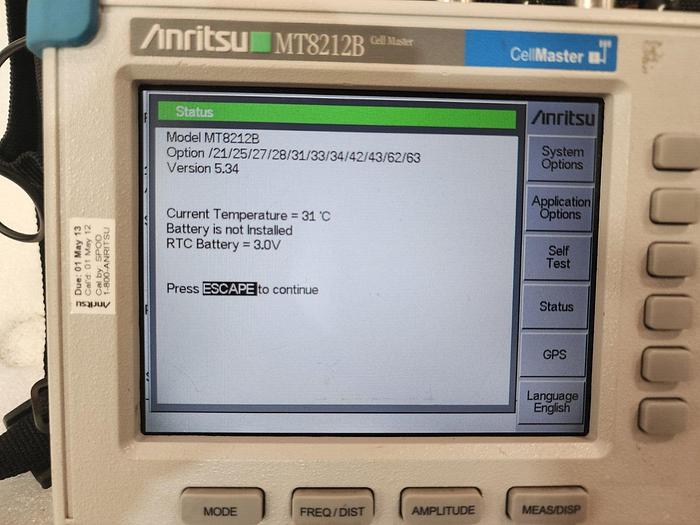 Anritsu MT8212B Cell Master
CellMaster
Status
Model MT8212B
Option /21/25/27/28/31/33/34/42/43/62/63
Version 5.34
Current Temperature = 31 °C
Battery is not Installed
RTC Battery = 3.0V
Press ESCAPE to continue
Anritsu
System
Options
Application
Options
Self
Test
Status
GPS
Language
English
Due: 01 May 13
Cal'd: 01 May 12
Cal by: SPOD
1-800-ANRITSU
Anritsu
MODE
FREQ / DIST
AMPLITUDE
MEAS/DISP